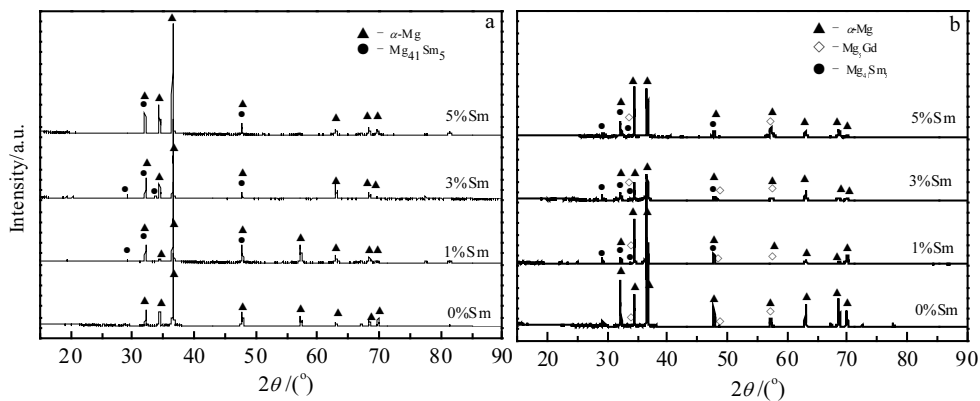 Intensity/a.u.
a
▲ – α-Mg
● – Mg41Sm5
5%Sm
3%Sm
1%Sm
0%Sm
15 20 30 40 50 60 70 80 90
2θ/(°)
b
▲ – α-Mg
◇ – Mg5Gd
● – Mg41Sm5
5%Sm
3%Sm
1%Sm
0%Sm
20 30 40 50 60 70 80 90
2θ/(°)